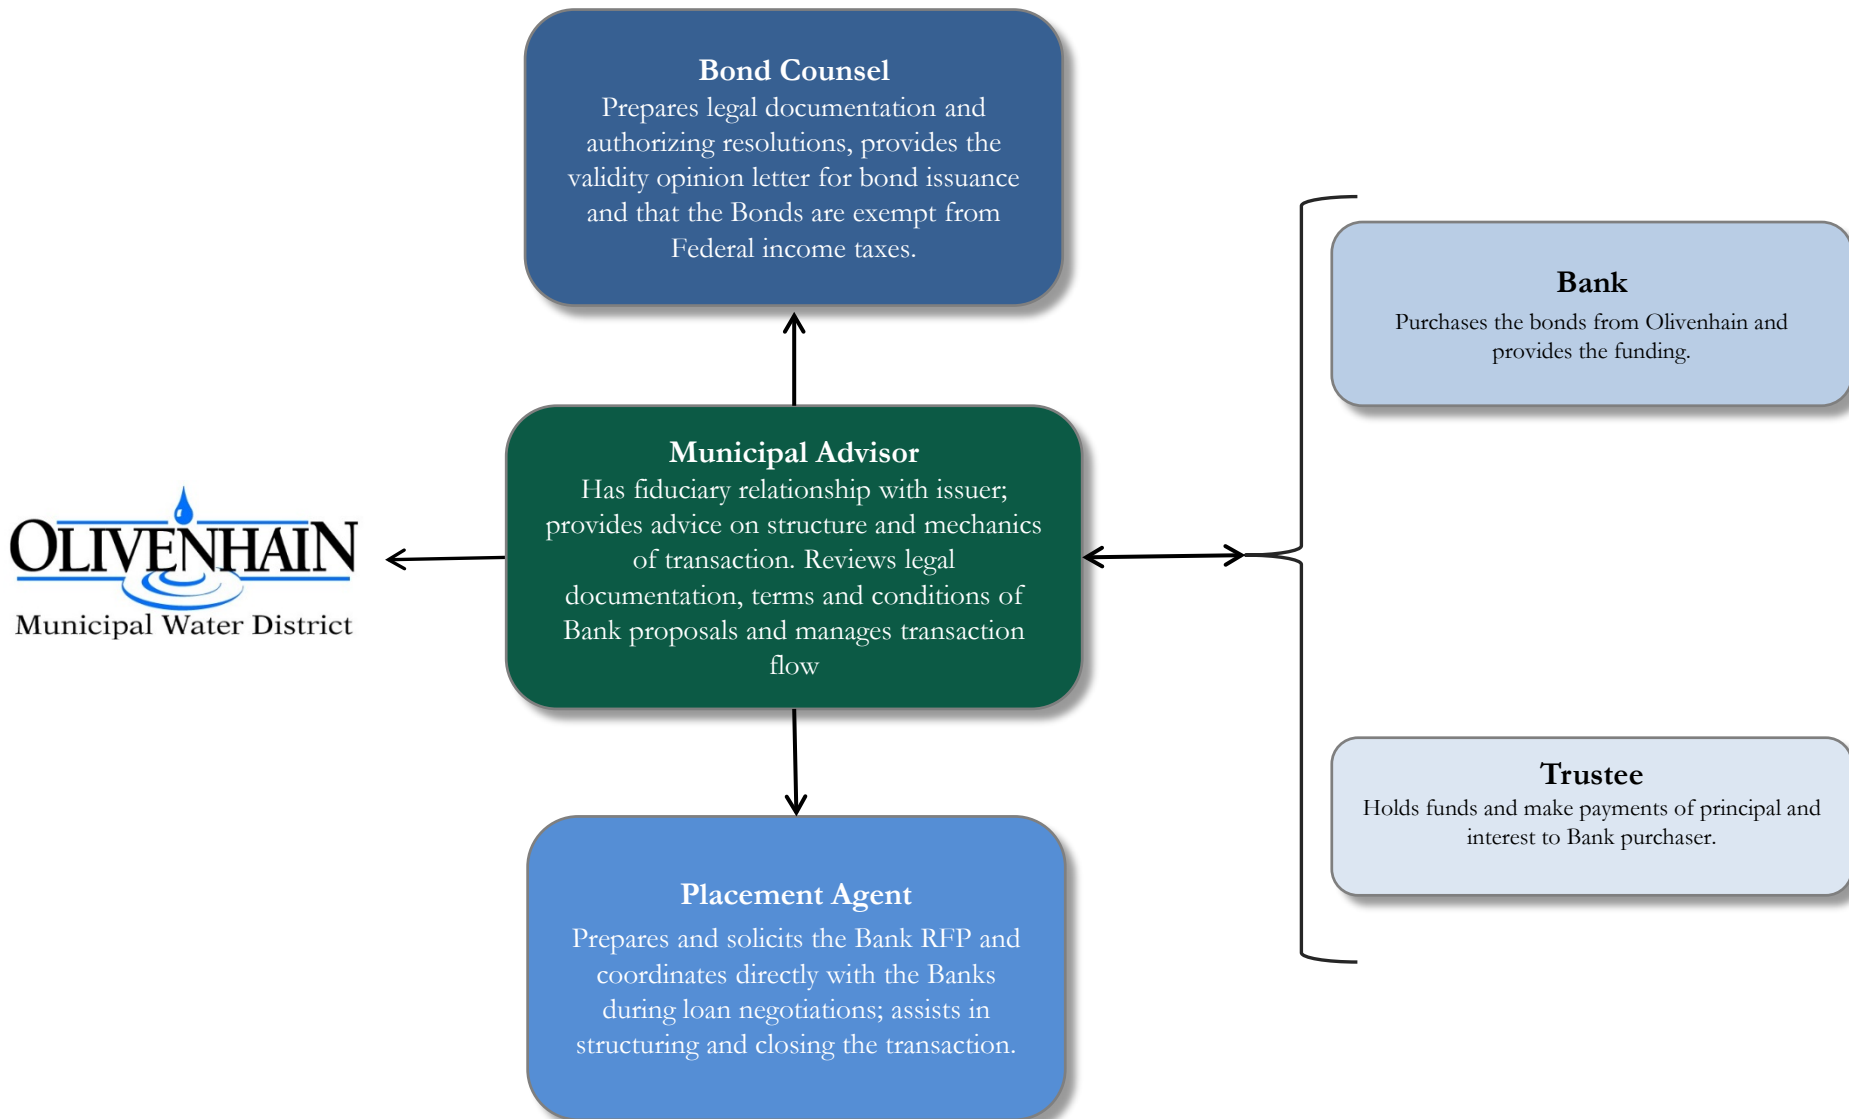 Bond Counsel
Prepares legal documentation and
authorizing resolutions, provides the
validity opinion letter for bond issuance
and that the Bonds are exempt from
Federal income taxes.
Bank
Purchases the bonds from Olivenhain and
provides the funding.
OLIVENHAIN
Municipal Water District
Municipal Advisor
Has fiduciary relationship with issuer;
provides advice on structure and mechanics
of transaction. Reviews legal
documentation, terms and conditions of
Bank proposals and manages transaction
flow
Trustee
Holds funds and make payments of principal and
interest to Bank purchaser.
Placement Agent
Prepares and solicits the Bank RFP and
coordinates directly with the Banks
during loan negotiations; assists in
structuring and closing the transaction.